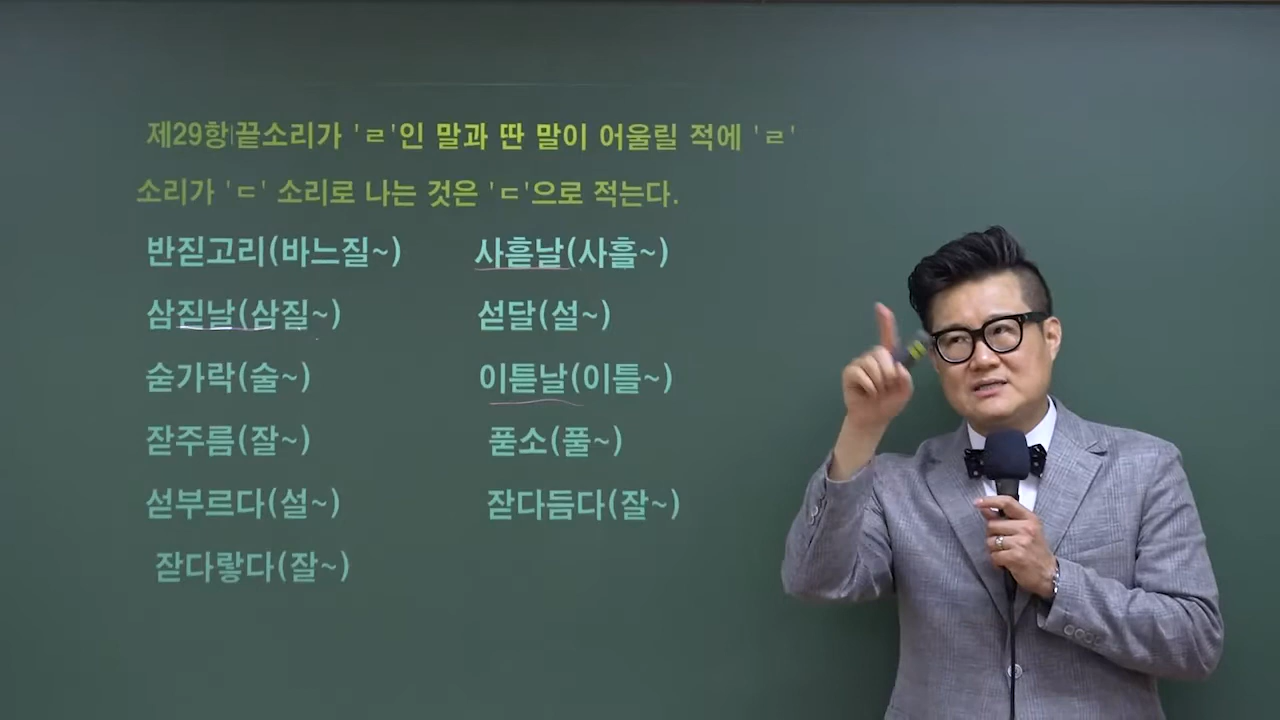 제29항 끝소리가 'ㄹ'인 말과 딴 말이 어울릴 적에 'ㄹ'
소리가 'ㄷ' 소리로 나는 것은 'ㄷ'으로 적는다.
반짇고리(바느질~) 사흗날(사흘~)
삼짇날(삼질~) 섣달(설~)
숟가락(술~) 이튿날(이틀~)
잗주름(잘~) 푿소(풀~)
섣부르다(설~) 잗다듬다(잘~)
잗다랗다(잘~)